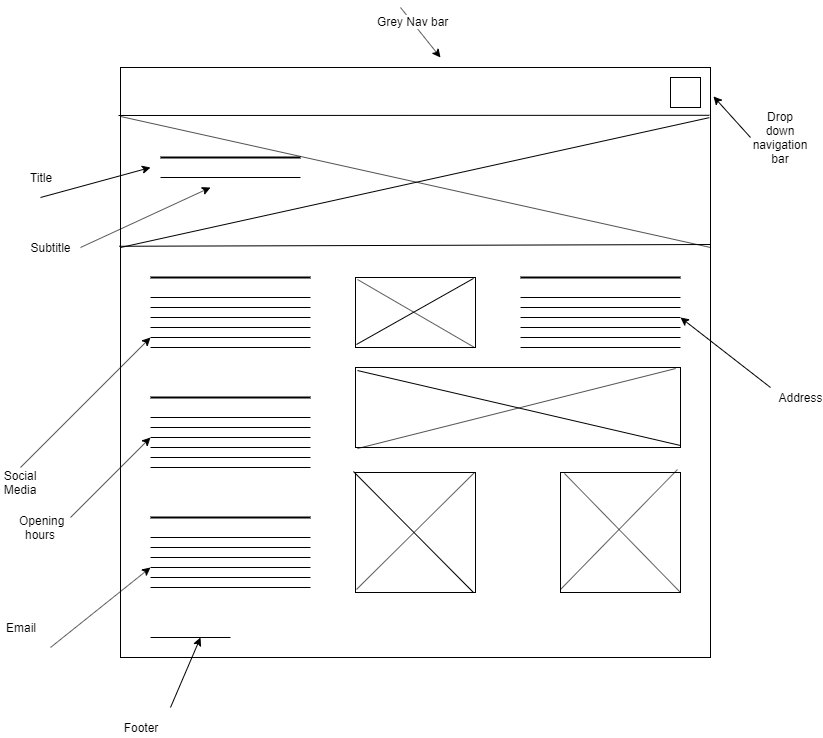 Grey Nav bar
Drop
down
navigation
bar
Title
Subtitle
Address
Social
Media
Opening
hours
Email
Footer